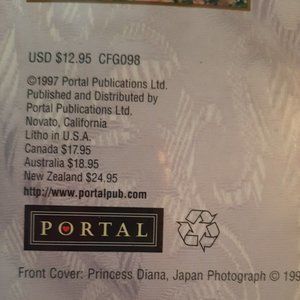 USD $12.95 CFG098
©1997 Portal Publications Ltd.
Published and Distributed by
Portal Publications Ltd.
Novato, California
Litho in U.S.A.
Canada $17.95
Australia $18.95
New Zealand $24.95
http://www.portalpub.com
PORTAL
Front Cover: Princess Diana, Japan Photograph © 199